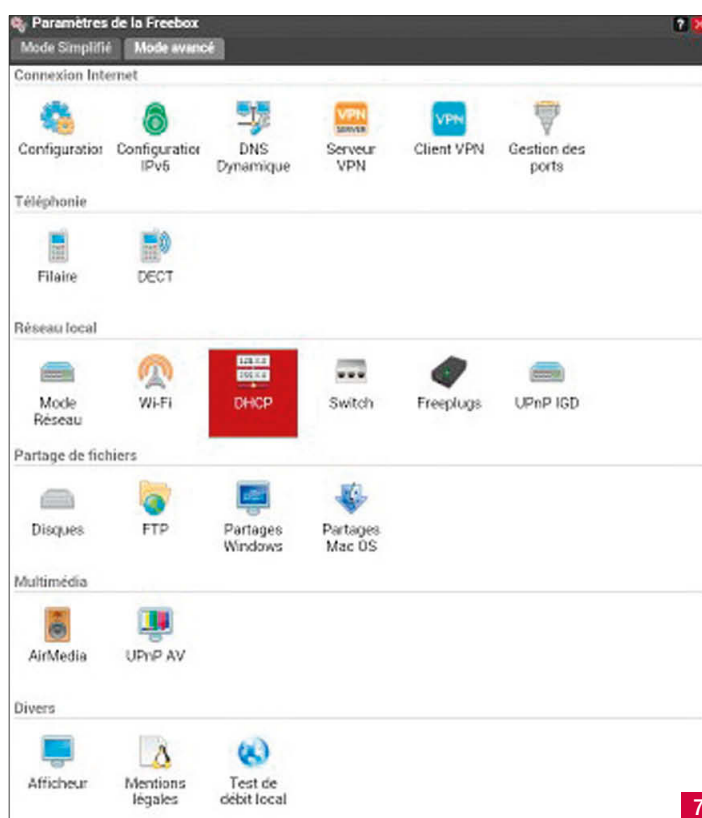 Paramètres de la Freebox
?
Mode Simplifié Mode avancé
Connexion Internet
Configuration Configuration IPv6 DNS Dynamique Serveur VPN Client VPN Gestion des ports
VPN SERVER
VPN
Téléphonie
Filaire DECT
Réseau local
Mode Réseau Wi-Fi DHCP Switch Freeplugs UPnP IGD
Partage de fichiers
Disques FTP Partages Windows Partages Mac OS
Multimédia
AirMedia UPnP AV
Divers
Afficheur Mentions légales Test de débit local
7